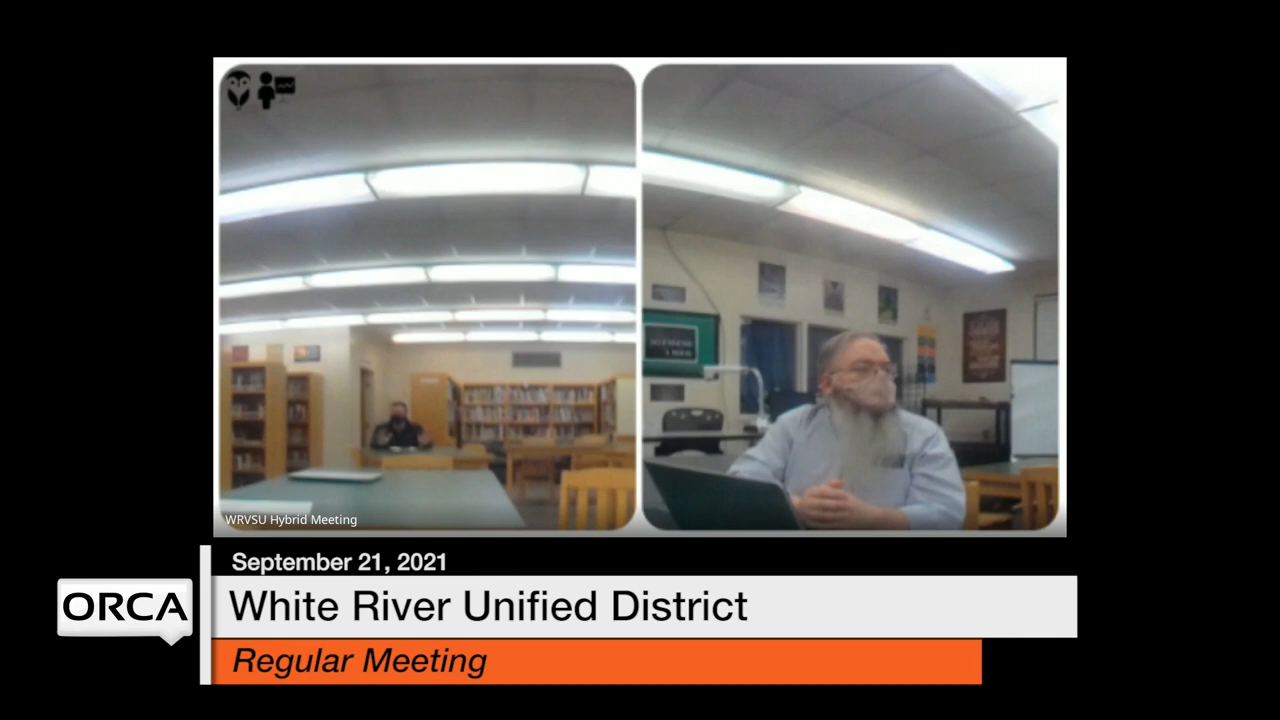 WRVSU Hybrid Meeting
September 21, 2021
ORCA
White River Unified District
Regular Meeting